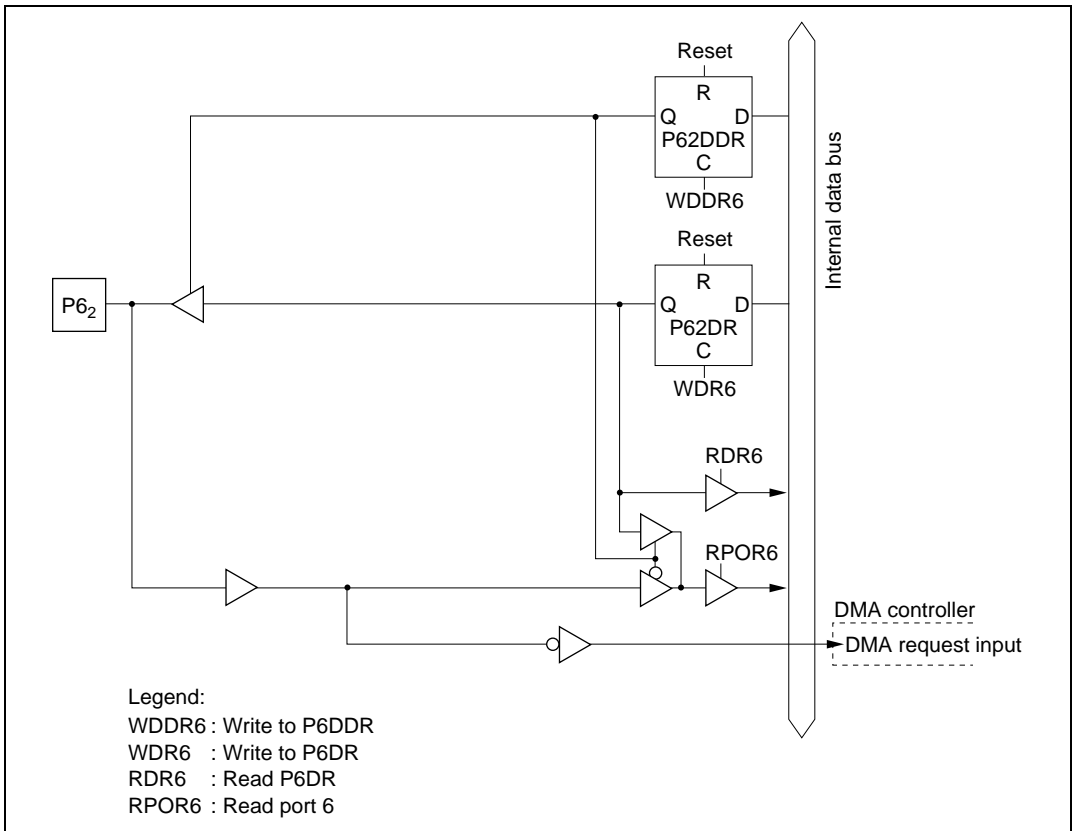 Reset
R
Q D
P62DDR
C
WDDR6
Internal data bus
Reset
R
P6₂
Q D
P62DR
C
WDR6
RDR6
RPOR6
DMA controller
DMA request input
Legend:
WDDR6 : Write to P6DDR
WDR6 : Write to P6DR
RDR6 : Read P6DR
RPOR6 : Read port 6